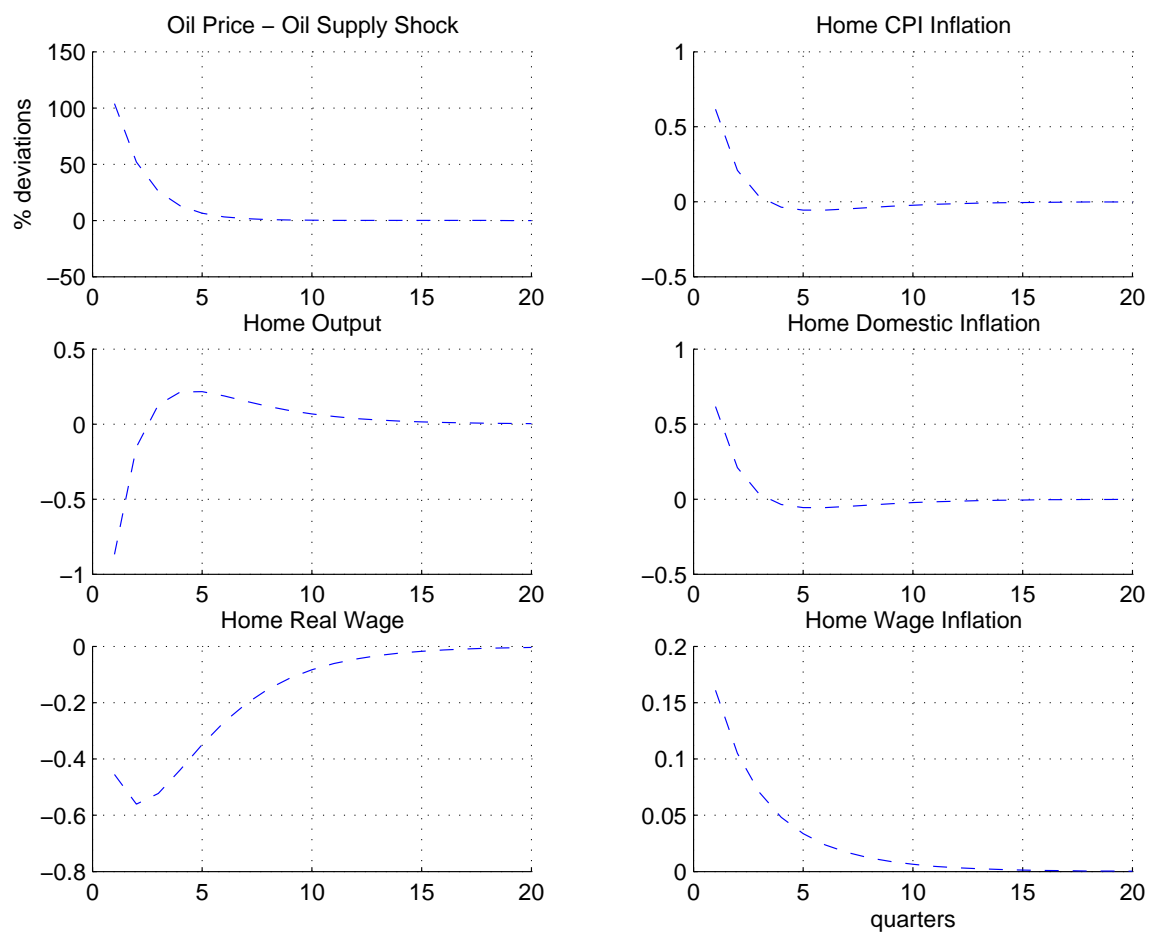 Oil Price − Oil Supply Shock
150
100
50
0
−50
% deviations
0 5 10 15 20
Home CPI Inflation
1
0.5
0
−0.5
0 5 10 15 20
Home Output
0.5
0
−0.5
−1
0 5 10 15 20
Home Domestic Inflation
1
0.5
0
−0.5
0 5 10 15 20
Home Real Wage
0
−0.2
−0.4
−0.6
−0.8
0 5 10 15 20
Home Wage Inflation
0.2
0.15
0.1
0.05
0
0 5 10 15 20
quarters